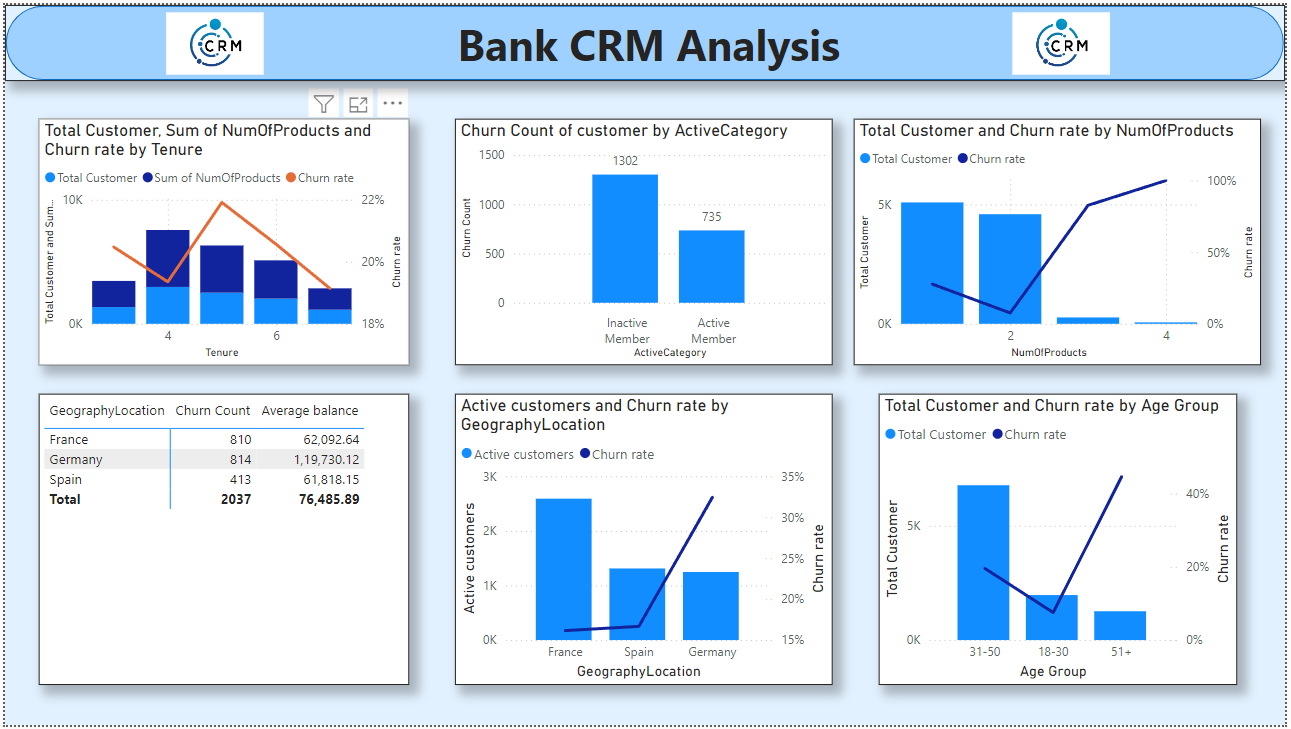 CRM
Bank CRM Analysis
CRM
Total Customer, Sum of NumOfProducts and
Churn rate by Tenure
Total Customer Sum of NumOfProducts Churn rate
10K
0K
22%
20%
18%
4 6
Total Customer and Sum...
Churn rate
Tenure
Churn Count of customer by ActiveCategory
1500
1000
500
0
1302
735
Churn Count
Inactive
Member
Active
Member
ActiveCategory
Total Customer and Churn rate by NumOfProducts
Total Customer Churn rate
5K
0K
100%
50%
0%
2 4
Total Customer
Churn rate
NumOfProducts
GeographyLocation Churn Count Average balance
France 810 62,092.64
Germany 814 1,19,730.12
Spain 413 61,818.15
Total 2037 76,485.89
Active customers and Churn rate by
GeographyLocation
Active customers Churn rate
3K
2K
1K
0K
35%
30%
25%
20%
15%
Active customers
Churn rate
France Spain Germany
GeographyLocation
Total Customer and Churn rate by Age Group
Total Customer Churn rate
5K
0K
40%
20%
0%
Total Customer
Churn rate
31-50 18-30 51+
Age Group